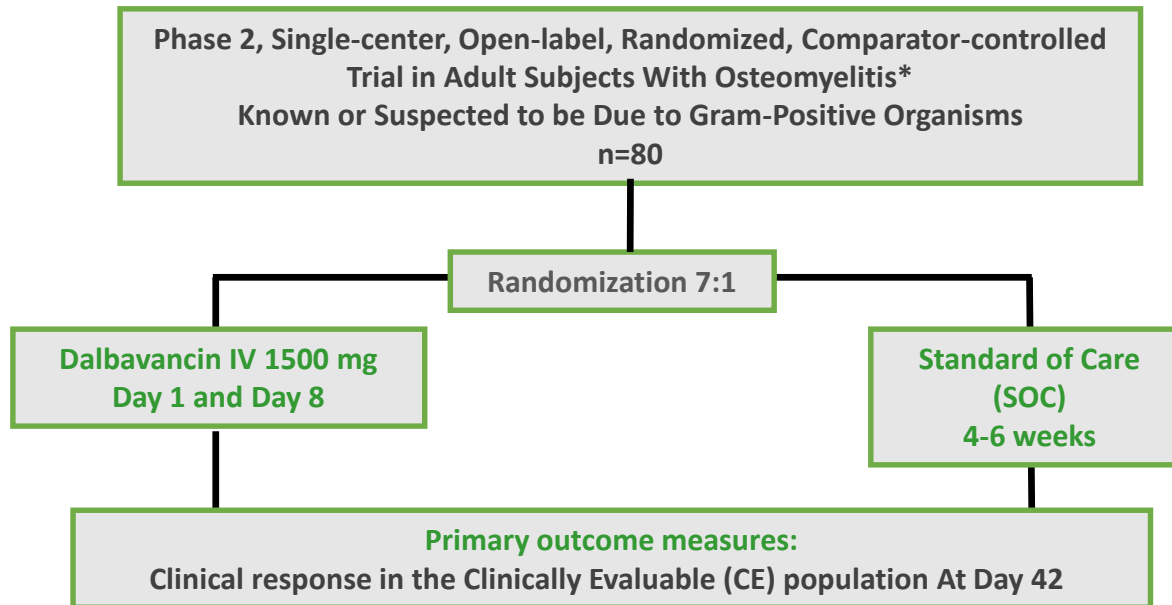 Phase 2, Single-center, Open-label, Randomized, Comparator-controlled
Trial in Adult Subjects With Osteomyelitis*
Known or Suspected to be Due to Gram-Positive Organisms
n=80
Randomization 7:1
Dalbavancin IV 1500 mg
Day 1 and Day 8
Standard of Care
(SOC)
4-6 weeks
Primary outcome measures:
Clinical response in the Clinically Evaluable (CE) population At Day 42